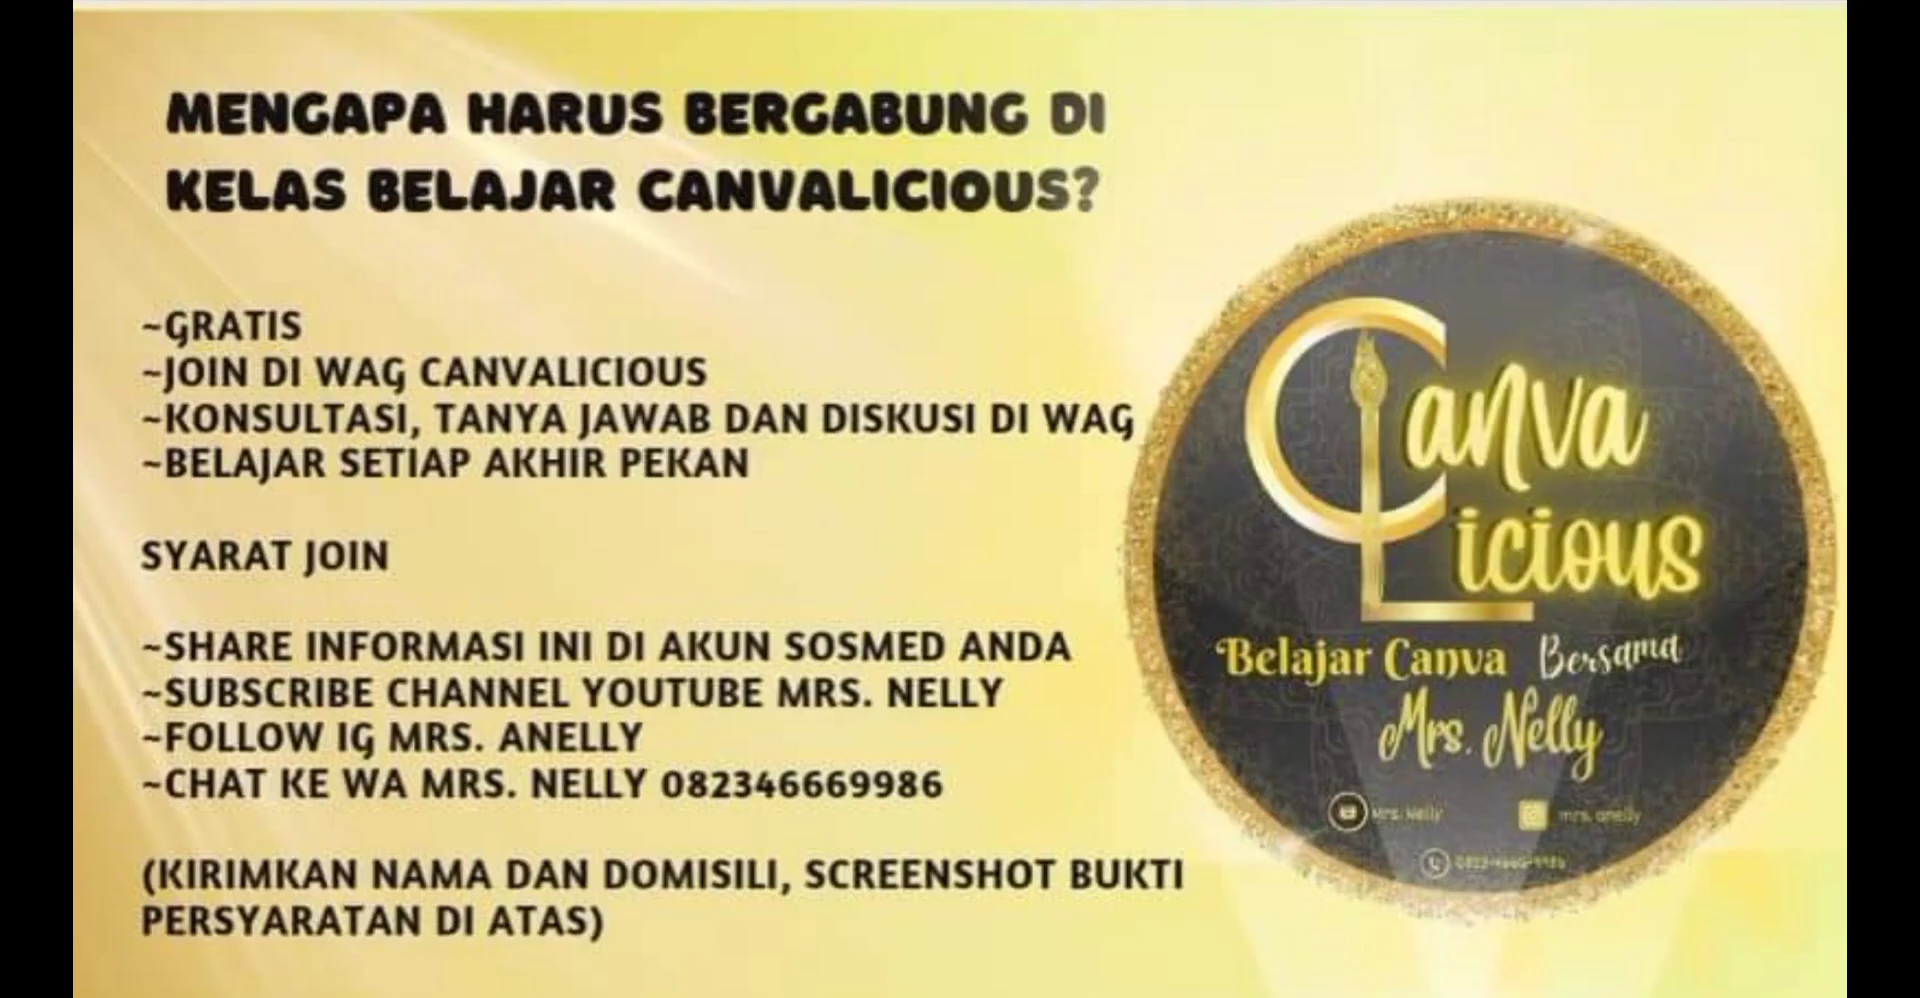 MENGAPA HARUS BERGABUNG DI
KELAS BELAJAR CANVALICIOUS?
~GRATIS
~JOIN DI WAG CANVALICIOUS
~KONSULTASI, TANYA JAWAB DAN DISKUSI DI WAG
~BELAJAR SETIAP AKHIR PEKAN
SYARAT JOIN
~SHARE INFORMASI INI DI AKUN SOSMED ANDA
~SUBSCRIBE CHANNEL YOUTUBE MRS. NELLY
~FOLLOW IG MRS. ANELLY
~CHAT KE WA MRS. NELLY 082346669986
(KIRIMKAN NAMA DAN DOMISILI, SCREENSHOT BUKTI
PERSYARATAN DI ATAS)
Canva
Licious
Belajar Canva Bersama
Mrs. Nelly
Mrs. Nelly mrs. anelly